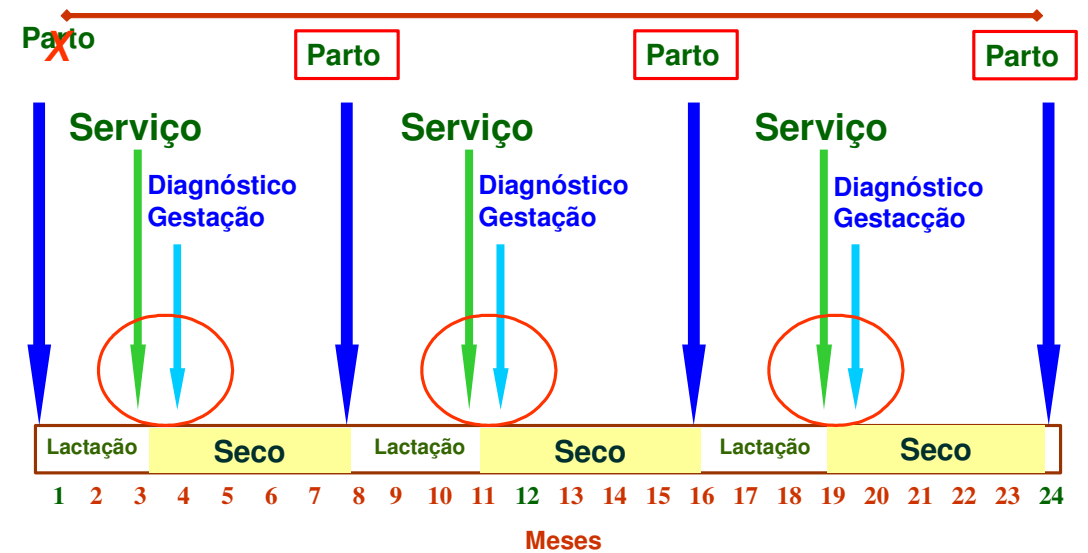 Parto
X
Parto
Parto
Parto
Serviço
Serviço
Serviço
Diagnóstico
Gestação
Diagnóstico
Gestação
Diagnóstico
Gestacção
Lactação
Seco
Lactação
Seco
Lactação
Seco
1 2 3 4 5 6 7 8 9 10 11 12 13 14 15 16 17 18 19 20 21 22 23 24
Meses